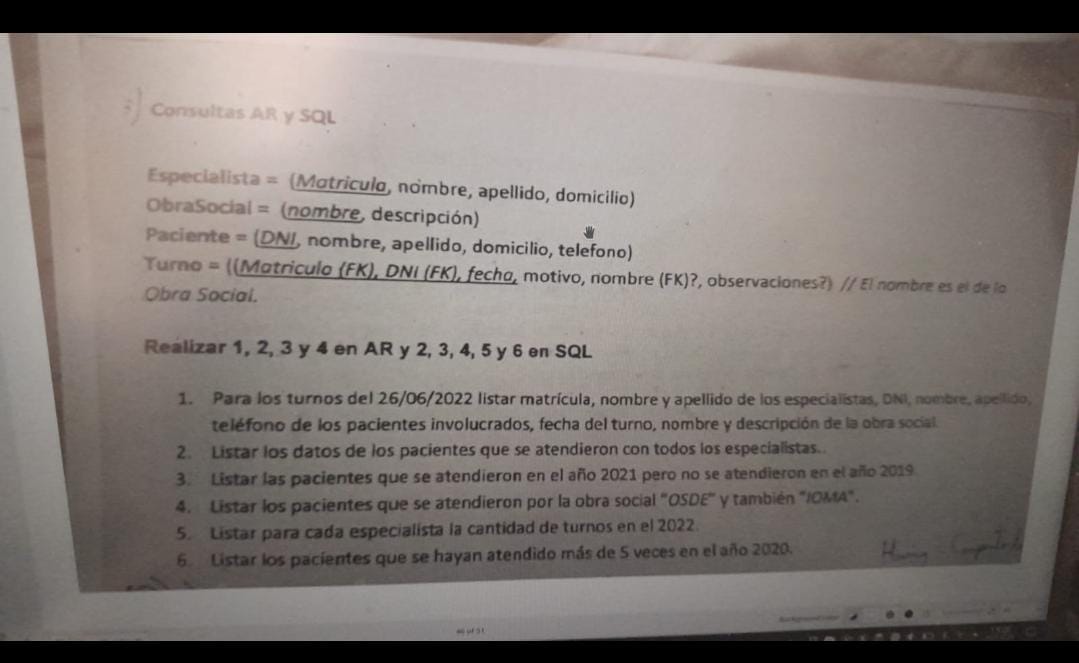 Consultas AR y SQL
Especialista = (Matricula, nombre, apellido, domicilio)
ObraSocial = (nombre, descripción)
Paciente = (DNI, nombre, apellido, domicilio, telefono)
Turno = ((Matricula (FK), DNI (FK), fecha, motivo, nombre (FK)?, observaciones?) // El nombre es el de la
Obra Social.
Realizar 1, 2, 3 y 4 en AR y 2, 3, 4, 5 y 6 en SQL
1. Para los turnos del 26/06/2022 listar matrícula, nombre y apellido de los especialistas, DNI, nombre, apellido,
teléfono de los pacientes involucrados, fecha del turno, nombre y descripción de la obra social.
2. Listar los datos de los pacientes que se atendieron con todos los especialistas..
3. Listar las pacientes que se atendieron en el año 2021 pero no se atendieron en el año 2019.
4. Listar los pacientes que se atendieron por la obra social "OSDE" y también "IOMA".
5. Listar para cada especialista la cantidad de turnos en el 2022.
6. Listar los pacientes que se hayan atendido más de 5 veces en el año 2020.